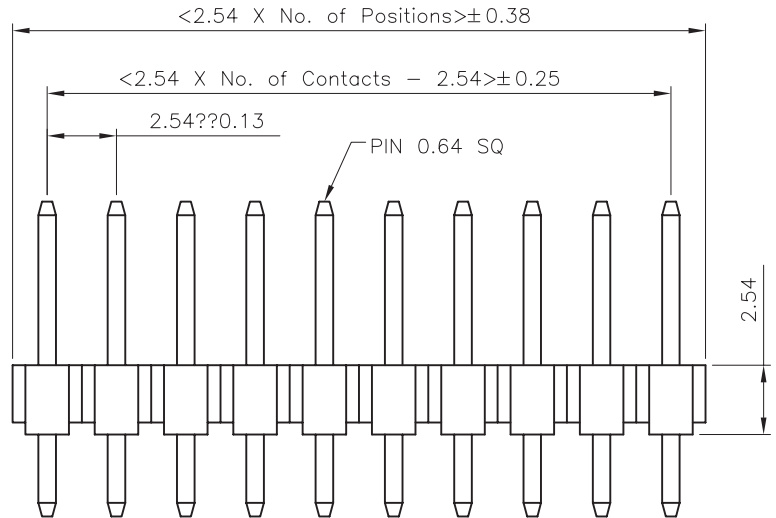 <2.54 X No. of Positions>±0.38
<2.54 X No. of Contacts - 2.54>±0.25
2.54??0.13
PIN 0.64 SQ
2.54